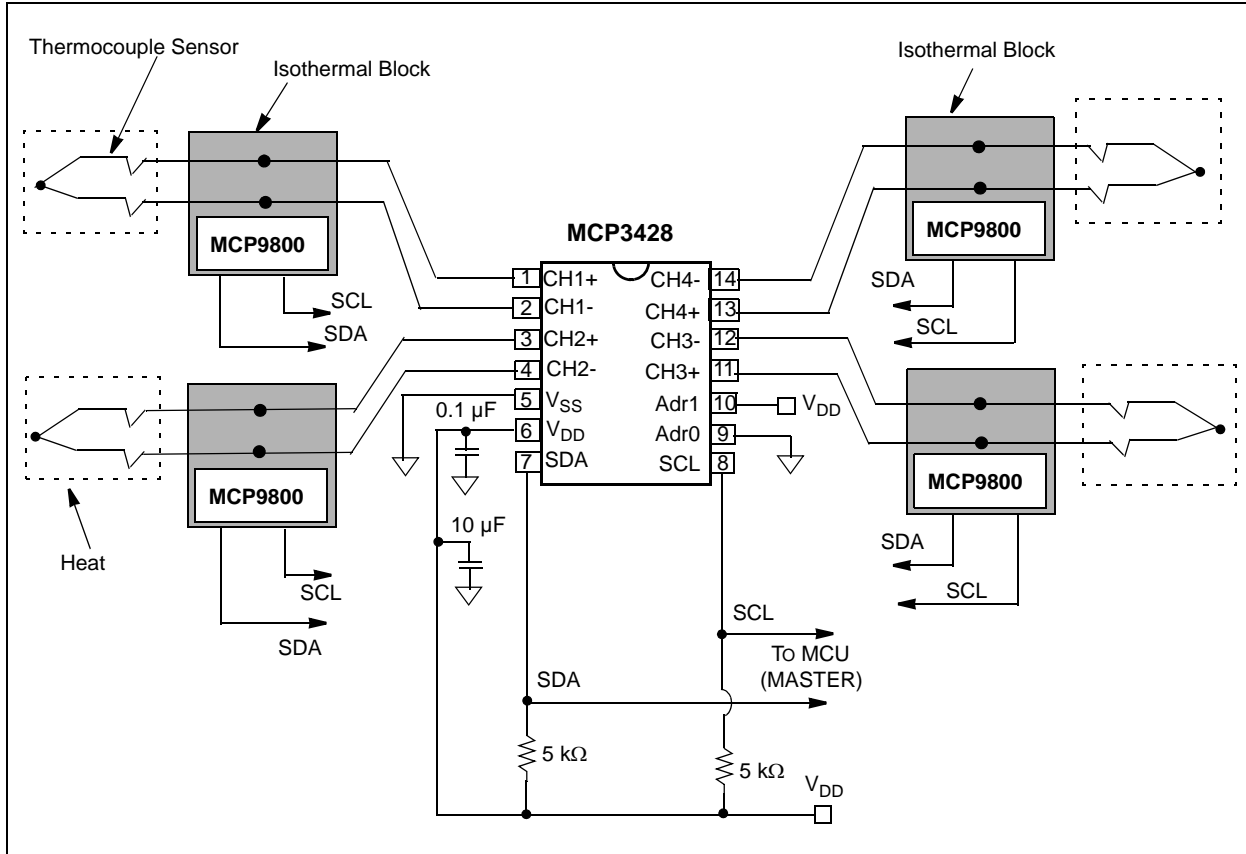 Thermocouple Sensor
Isothermal Block
Isothermal Block
MCP9800
SCL
SDA
MCP9800
SDA
SCL
MCP3428
1 CH1+
2 CH1-
3 CH2+
4 CH2-
5 VSS
6 VDD
7 SDA
CH4- 14
CH4+ 13
CH3- 12
CH3+ 11
Adr1 10
Adr0 9
SCL 8
VDD
0.1 µF
10 µF
MCP9800
Heat
SCL
SDA
MCP9800
SDA
SCL
SCL
TO MCU
(MASTER)
SDA
5 kΩ
5 kΩ
VDD